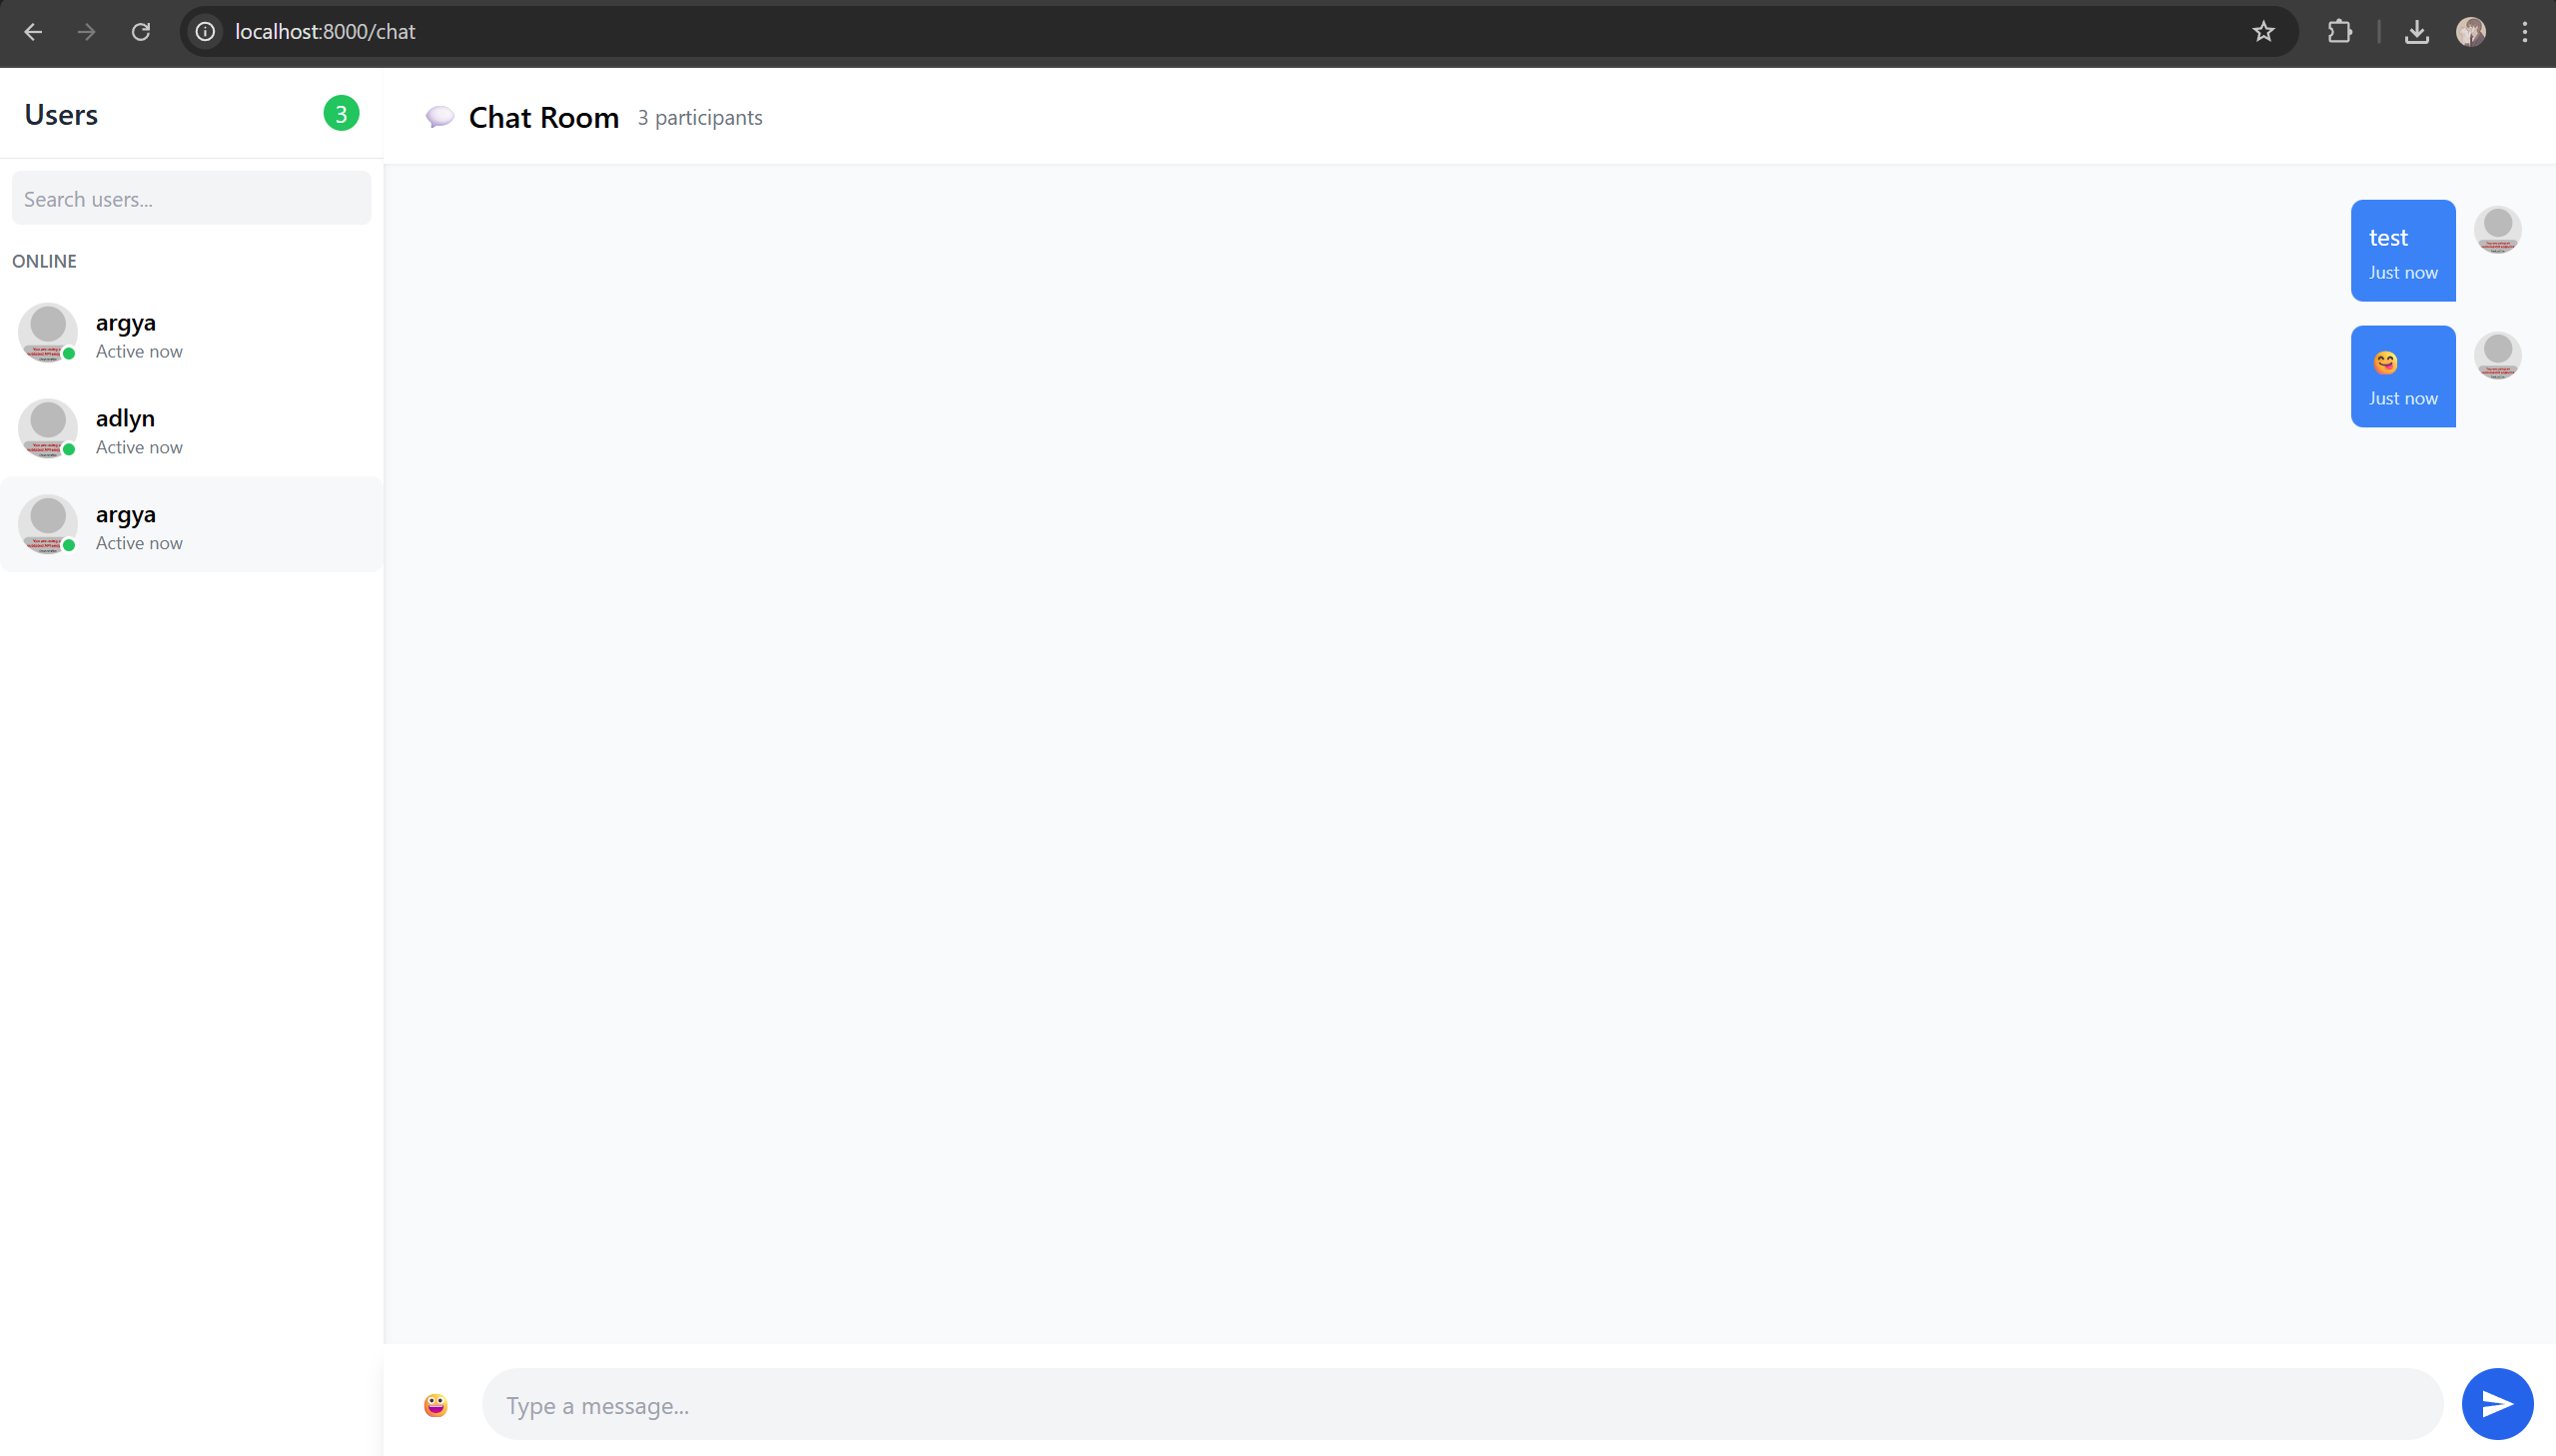 localhost:8000/chat
Users
3
Search users...
ONLINE
argya
Active now
adlyn
Active now
argya
Active now
Chat Room
3 participants
test
Just now
😋
Just now
Type a message...